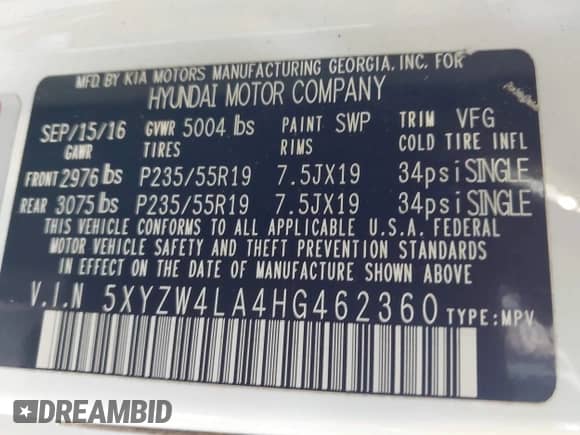 MFD. BY KIA MOTORS MANUFACTURING GEORGIA, INC. FOR
HYUNDAI MOTOR COMPANY
SEP/15/16 GVWR 5004 lbs PAINT SWP TRIM VFG
GAWR TIRES RIMS COLD TIRE INFL
FRONT 2976 lbs P235/55R19 7.5JX19 34psi SINGLE
REAR 3075 lbs P235/55R19 7.5JX19 34psi SINGLE
THIS VEHICLE CONFORMS TO ALL APPLICABLE U.S.A. FEDERAL
MOTOR VEHICLE SAFETY AND THEFT PREVENTION STANDARDS
IN EFFECT ON THE DATE OF MANUFACTURE SHOWN ABOVE
V.I.N 5XYZW4LA4HG462360 TYPE: MPV
DREAMBID